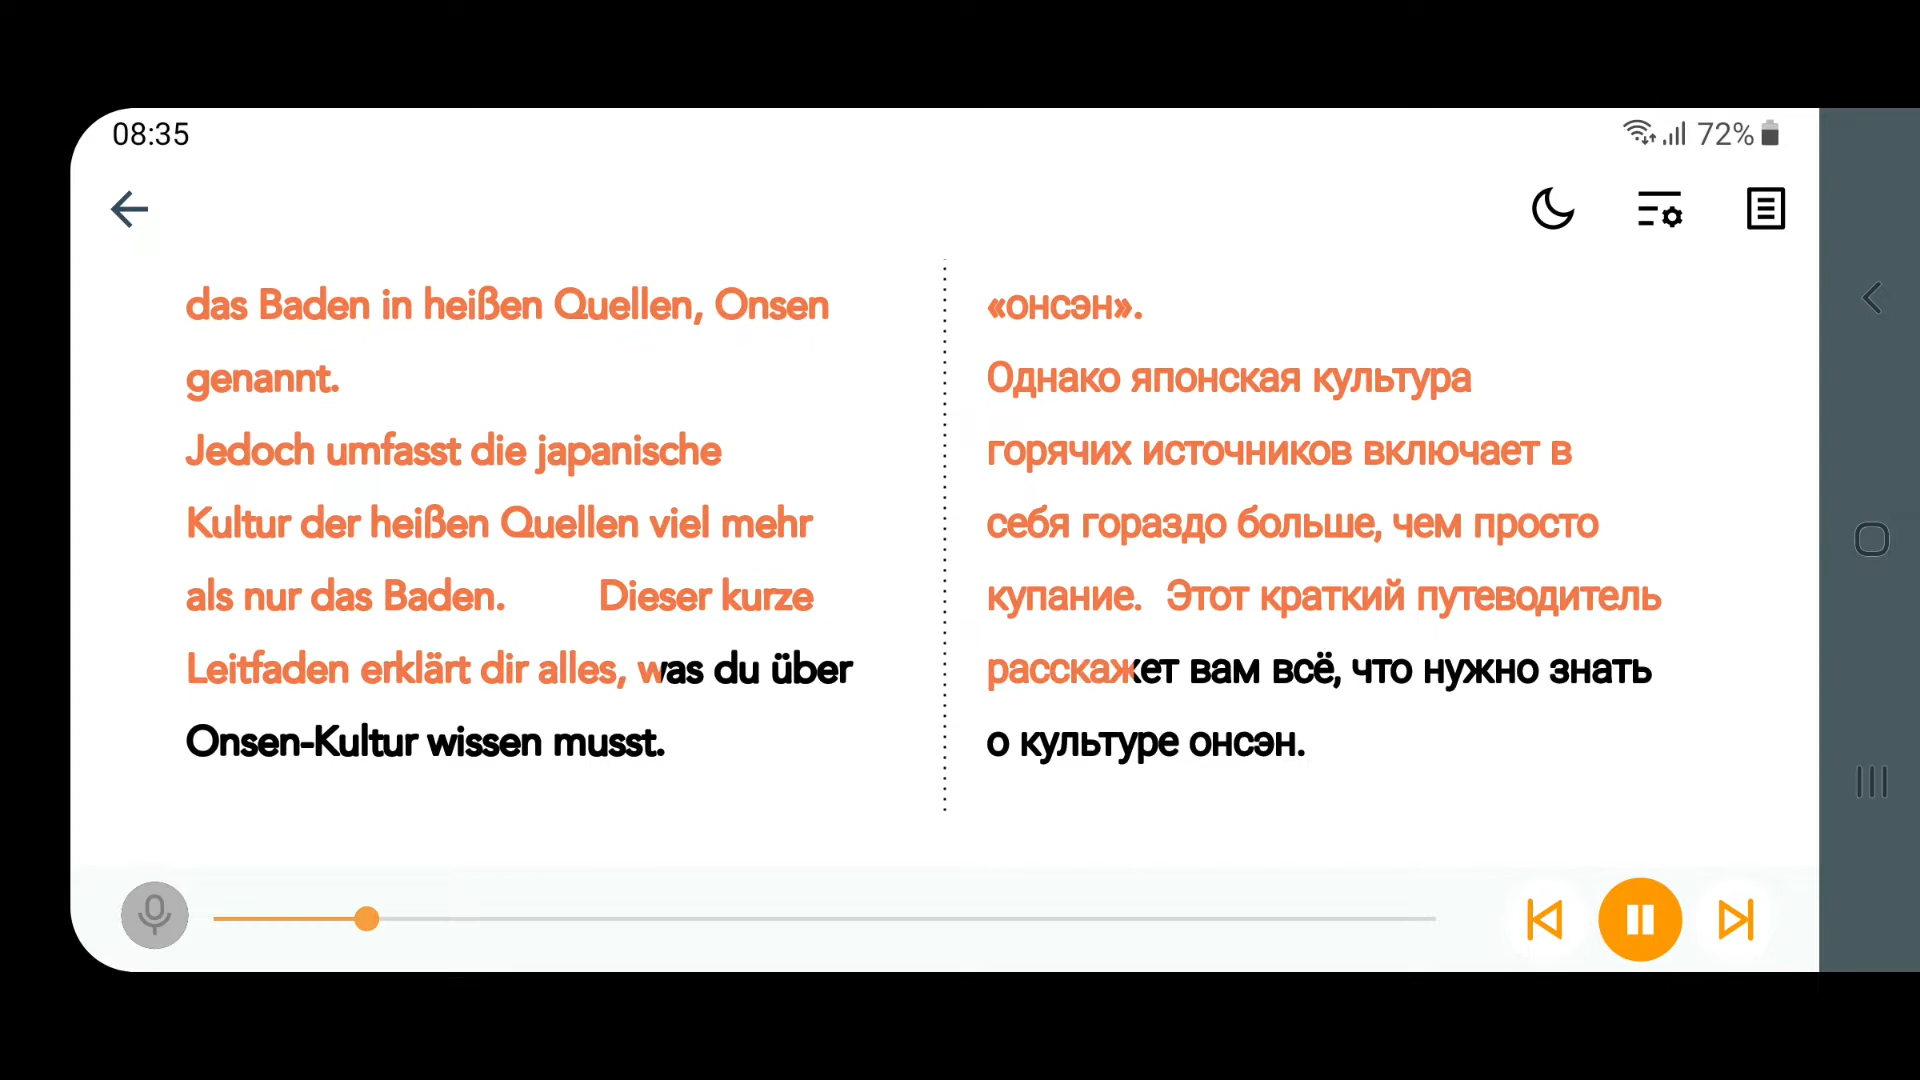 08:35
72%
das Baden in heißen Quellen, Onsen
genannt.
Jedoch umfasst die japanische
Kultur der heißen Quellen viel mehr
als nur das Baden. Dieser kurze
Leitfaden erklärt dir alles, was du über
Onsen-Kultur wissen musst.
«онсэн».
Однако японская культура
горячих источников включает в
себя гораздо больше, чем просто
купание. Этот краткий путеводитель
расскажет вам всё, что нужно знать
о культуре онсэн.